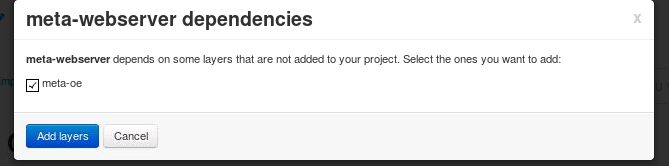 meta-webserver dependencies
x
meta-webserver depends on some layers that are not added to your project. Select the ones you want to add:
meta-oe
Add layers
Cancel